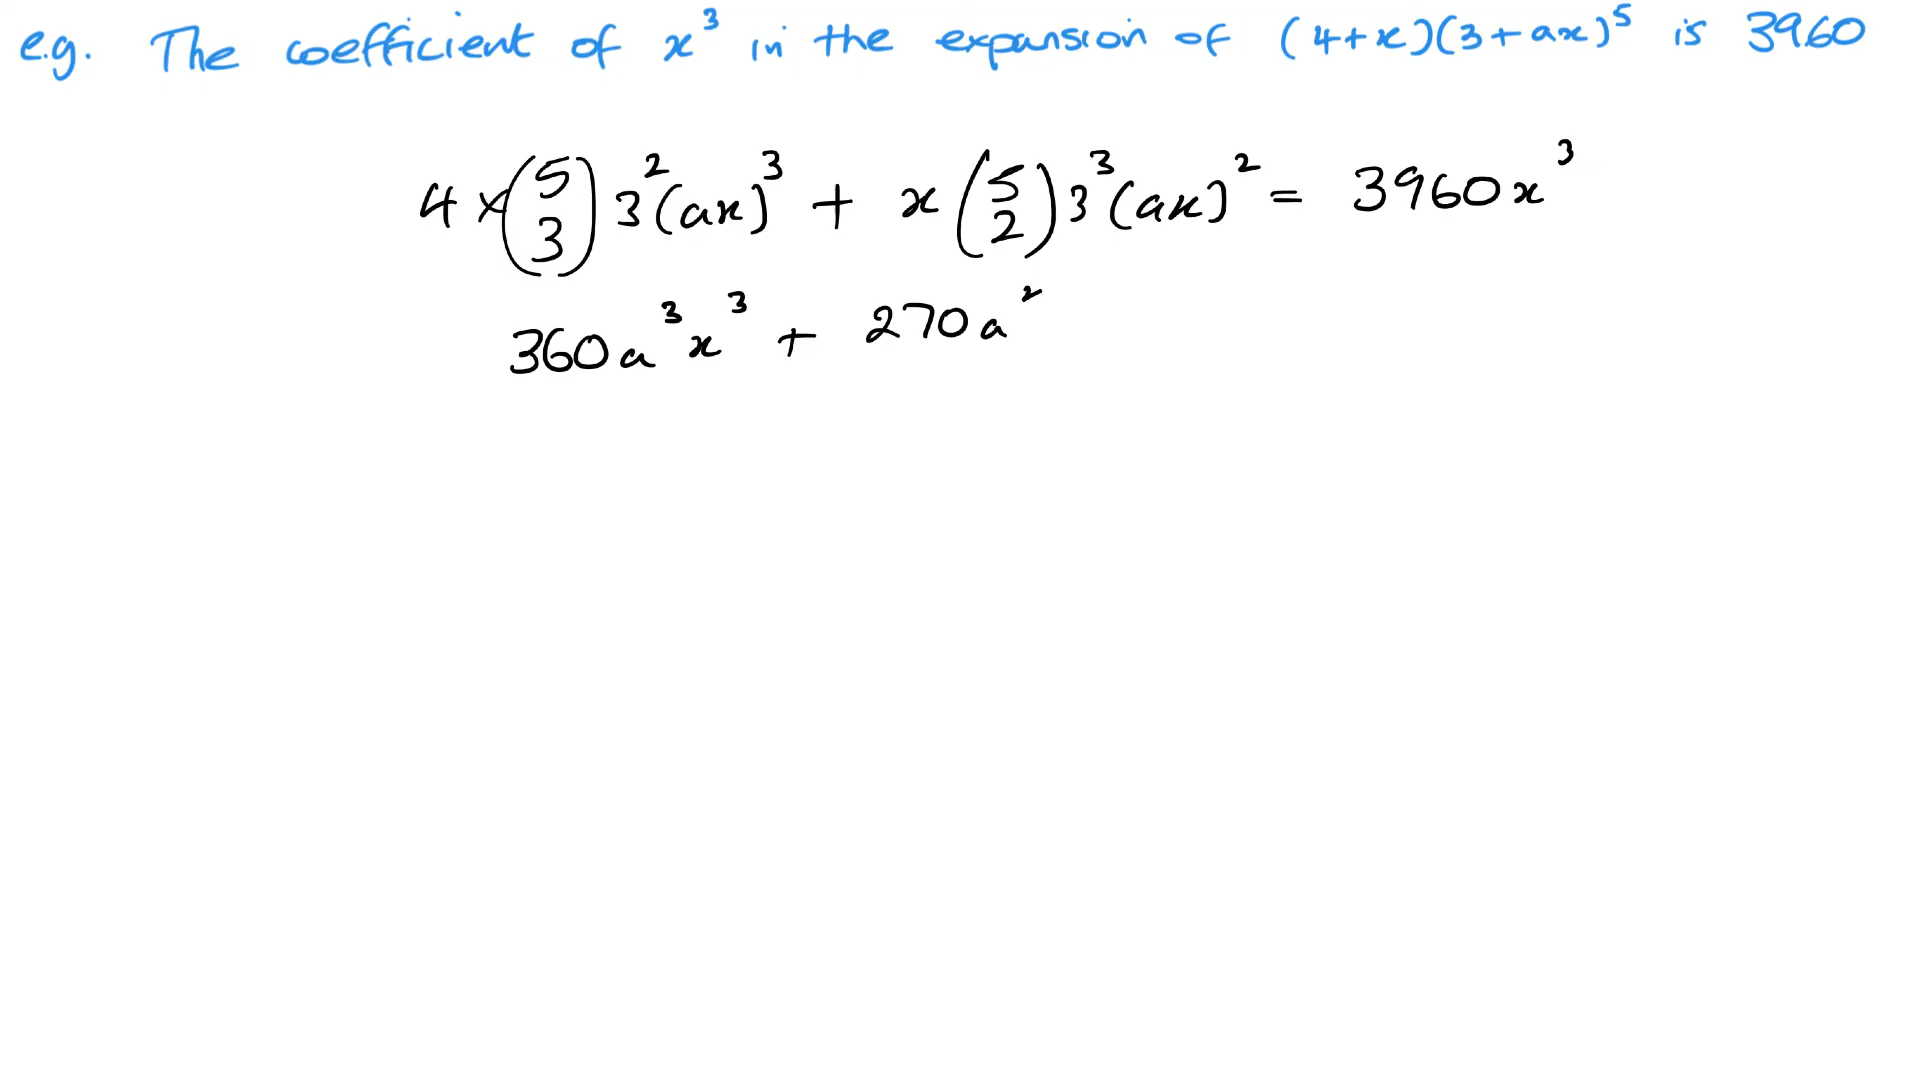 e.g. The coefficient of x³ in the expansion of (4+x)(3+ax)⁵ is 3960
4×(5 3)3²(ax)³ + x(5 2)3³(ax)² = 3960x³
360a³x³ + 270a²